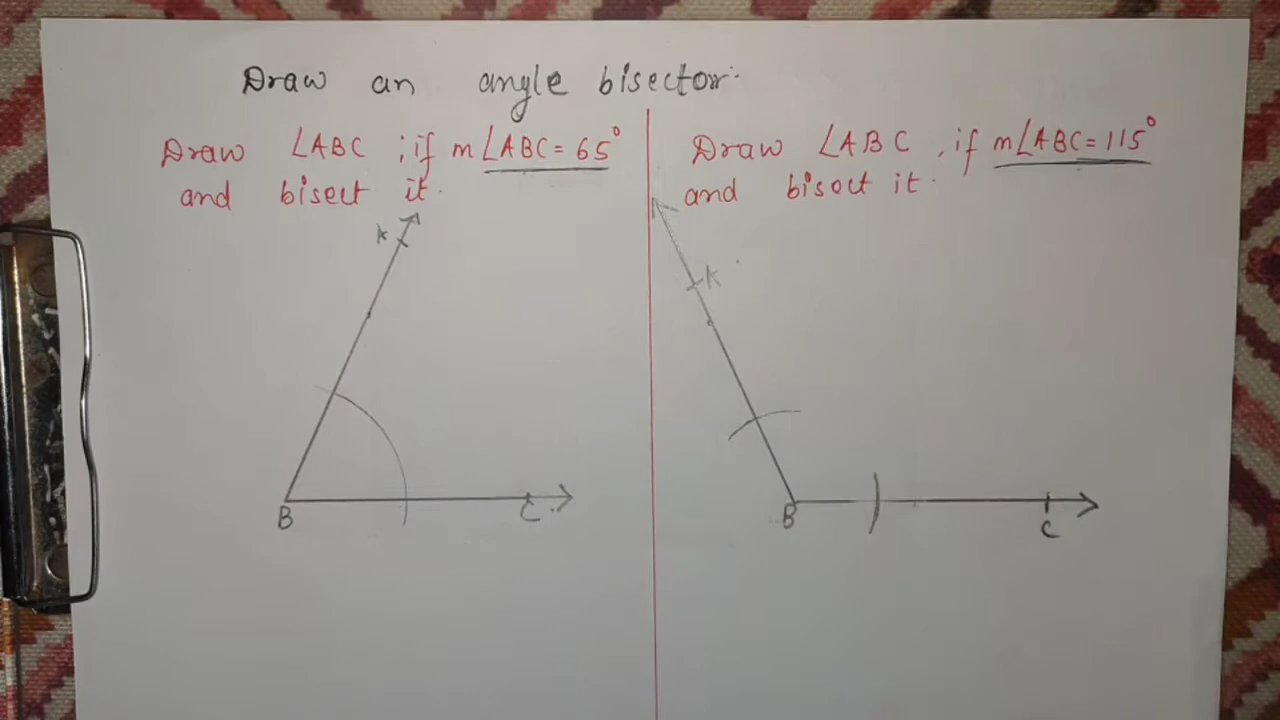 Draw an angle bisector.
Draw ∠ABC ; if m∠ABC = 65°
and bisect it.
A
B
C
Draw ∠ABC , if m∠ABC = 115°
and bisect it.
A
B
C